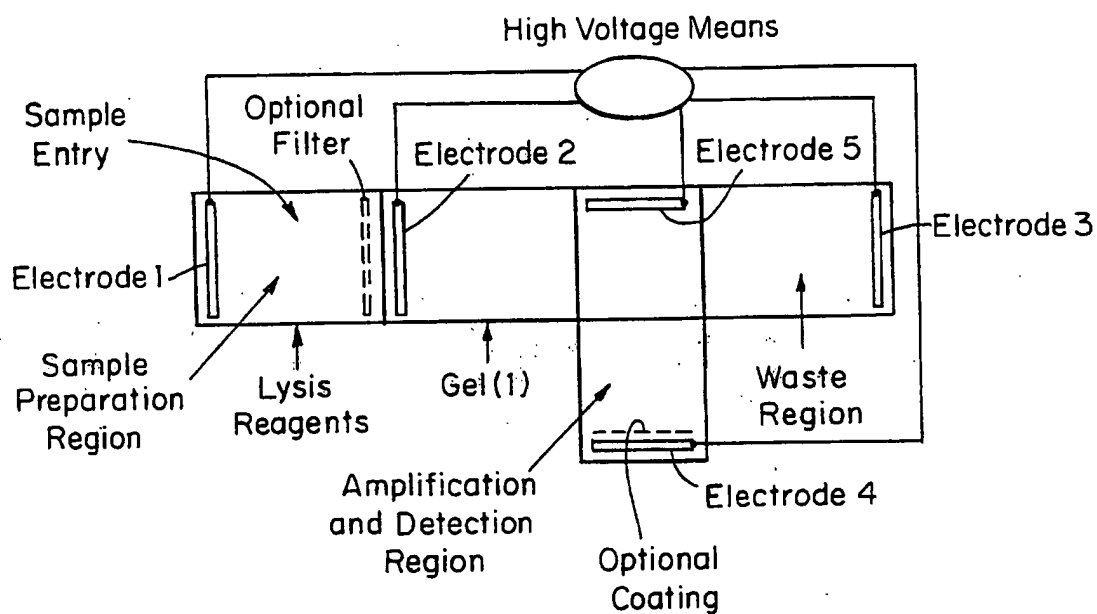 High Voltage Means
Sample
Entry
Optional
Filter
Electrode 2
Electrode 5
Electrode 3
Electrode 1
Sample
Preparation
Region
Lysis
Reagents
Gel (1)
Waste
Region
Amplification
and Detection
Region
Electrode 4
Optional
Coating